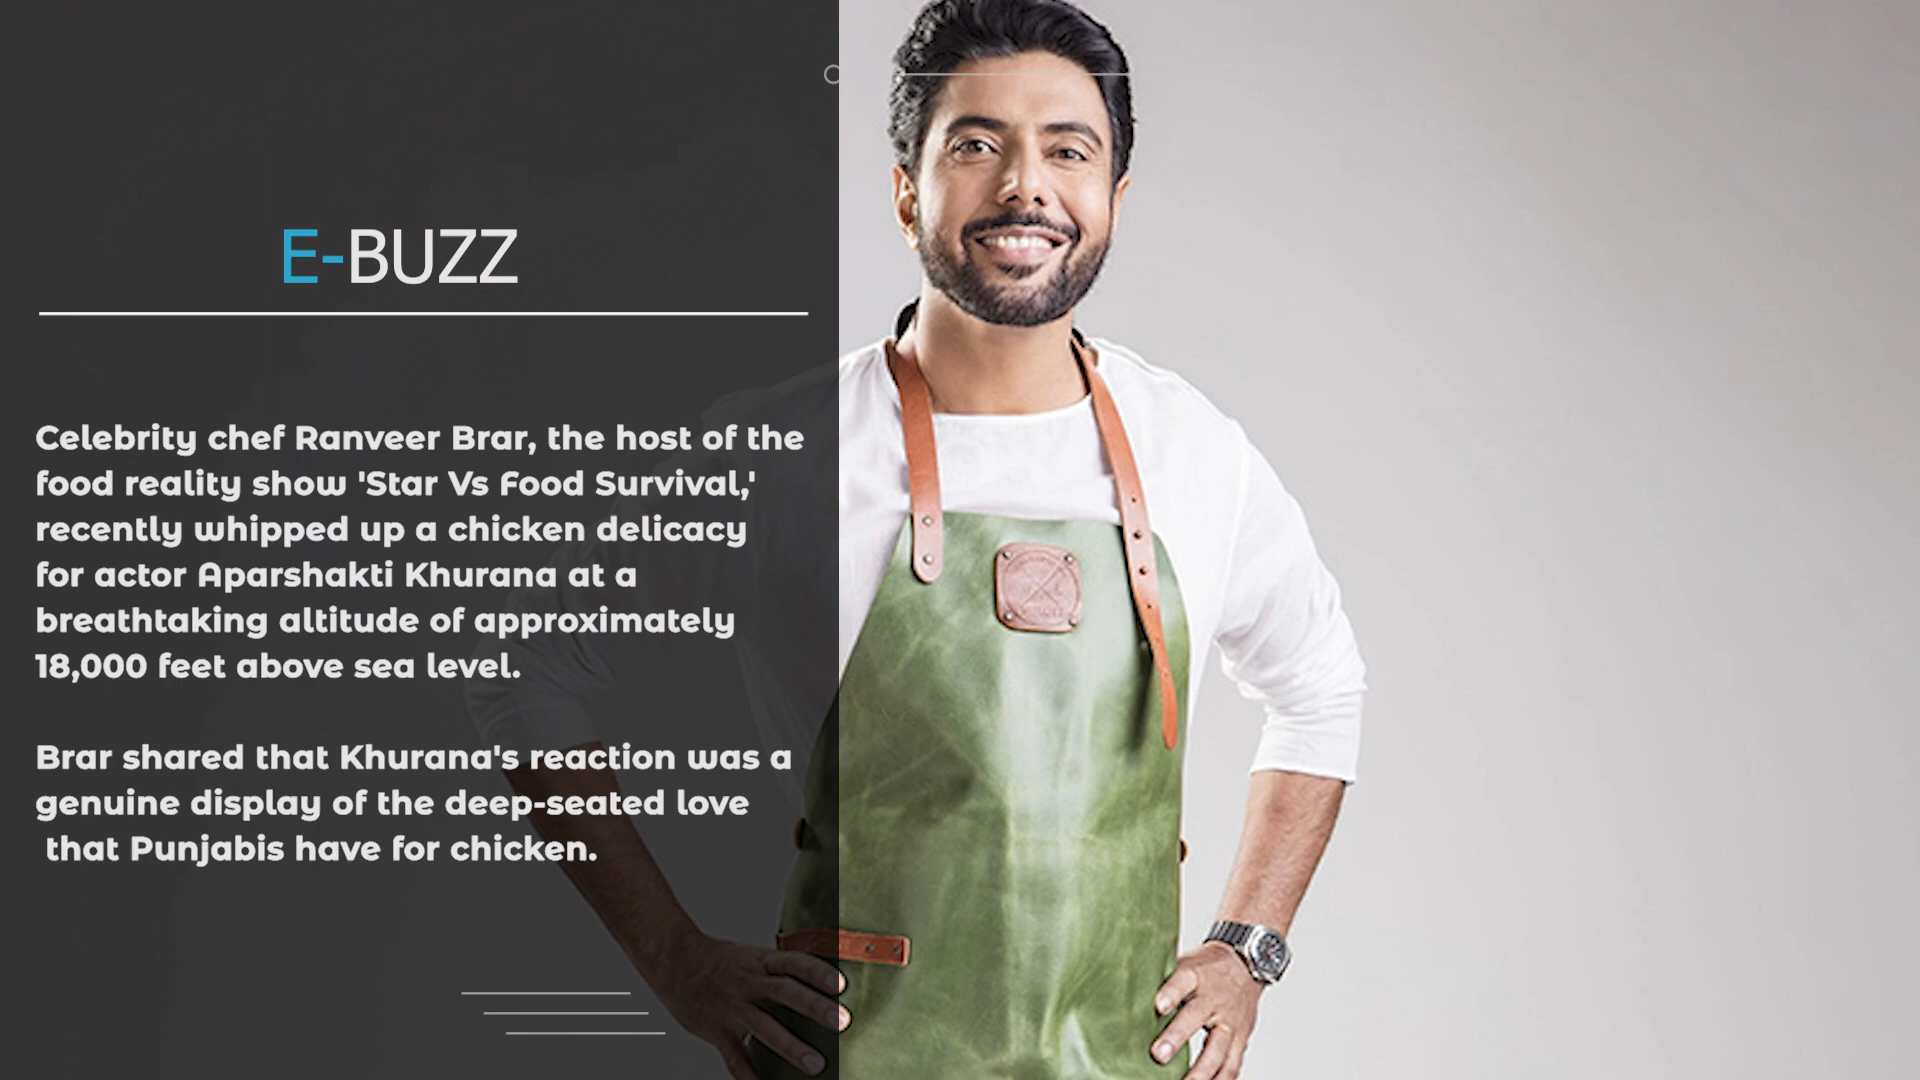 E-BUZZ
Celebrity chef Ranveer Brar, the host of the
food reality show 'Star Vs Food Survival,'
recently whipped up a chicken delicacy
for actor Aparshakti Khurana at a
breathtaking altitude of approximately
18,000 feet above sea level.
Brar shared that Khurana's reaction was a
genuine display of the deep-seated love
that Punjabis have for chicken.